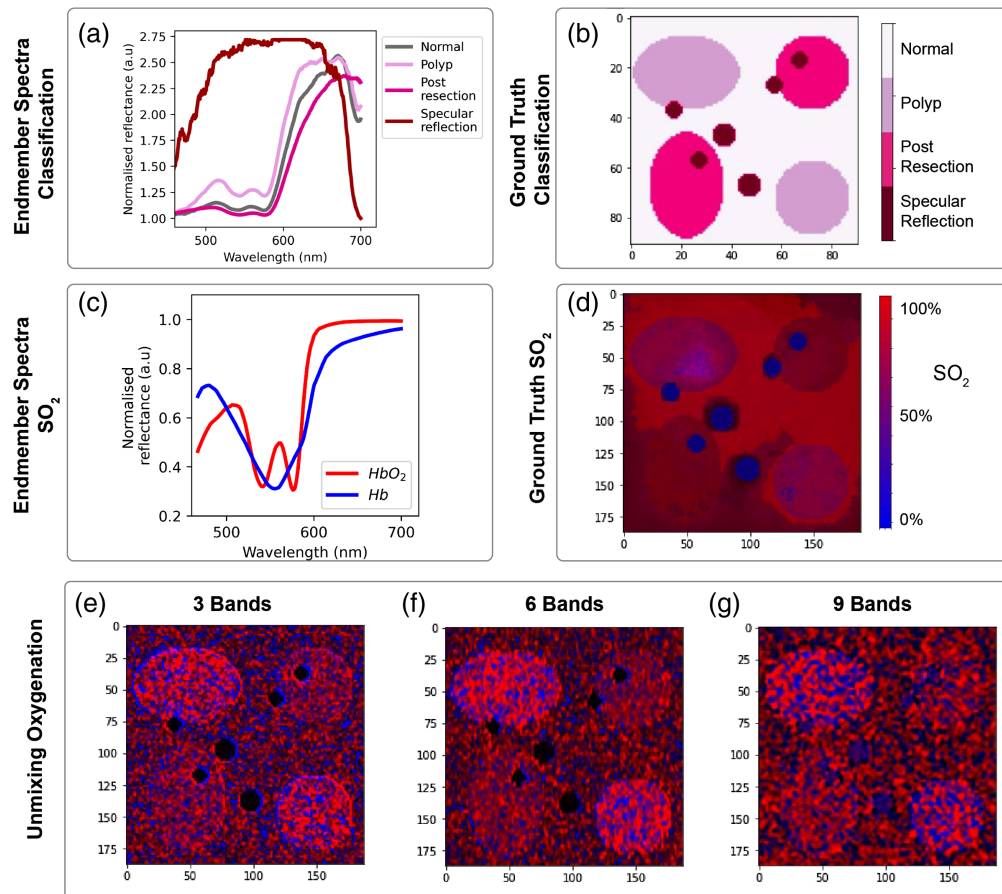 Endmember Spectra
Classification
(a)
Normalised reflectance (a.u)
2.75
2.50
2.25
2.00
1.75
1.50
1.25
1.00
500
600
700
Wavelength (nm)
Normal
Polyp
Post
resection
Specular
reflection
Ground Truth
Classification
(b)
0
20
40
60
80
0
20
40
60
80
Normal
Polyp
Post
Resection
Specular
Reflection
Endmember Spectra
SO2
(c)
Normalised
reflectance (a.u)
1.0
0.8
0.6
0.4
0.2
500
600
700
Wavelength (nm)
HbO2
Hb
Ground Truth SO2
(d)
0
25
50
75
100
125
150
175
0
50
100
150
100%
50%
0%
SO2
Unmixing Oxygenation
(e)
3 Bands
0
25
50
75
100
125
150
175
0
50
100
150
(f)
6 Bands
0
25
50
75
100
125
150
175
0
50
100
150
(g)
9 Bands
0
25
50
75
100
125
150
175
0
50
100
150